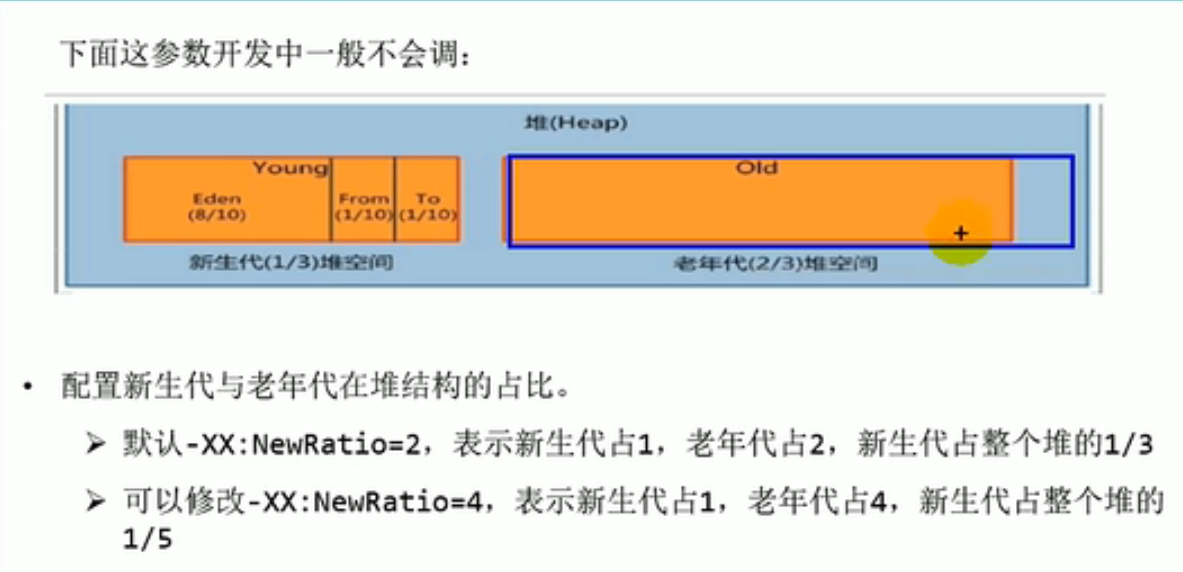 下面这参数开发中一般不会调：
堆(Heap)
Young
Old
Eden
(8/10)
From
(1/10)
To
(1/10)
新生代(1/3)堆空间
老年代(2/3)堆空间
• 配置新生代与老年代在堆结构的占比。
➢ 默认-XX:NewRatio=2，表示新生代占1，老年代占2，新生代占整个堆的1/3
➢ 可以修改-XX:NewRatio=4，表示新生代占1，老年代占4，新生代占整个堆的
1/5